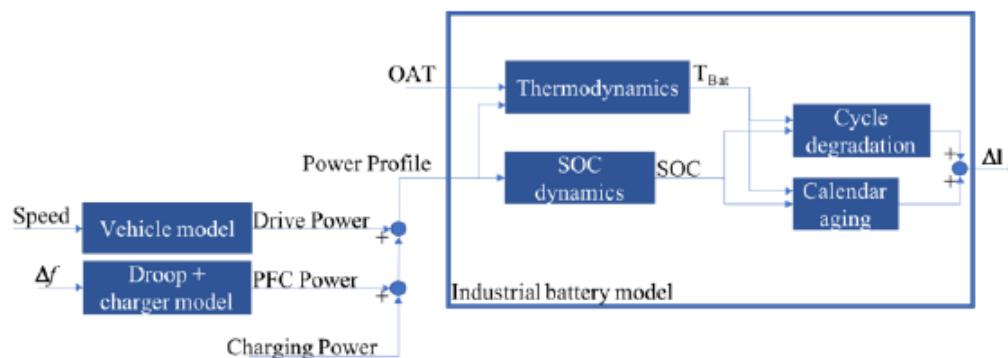 OAT
Thermodynamics
T_Bat
Cycle
degradation
+
+
Δl
Power Profile
SOC
dynamics
SOC
Calendar
aging
Speed
Vehicle model
Drive Power
+
Δf
Droop +
charger model
PFC Power
+
Industrial battery model
Charging Power